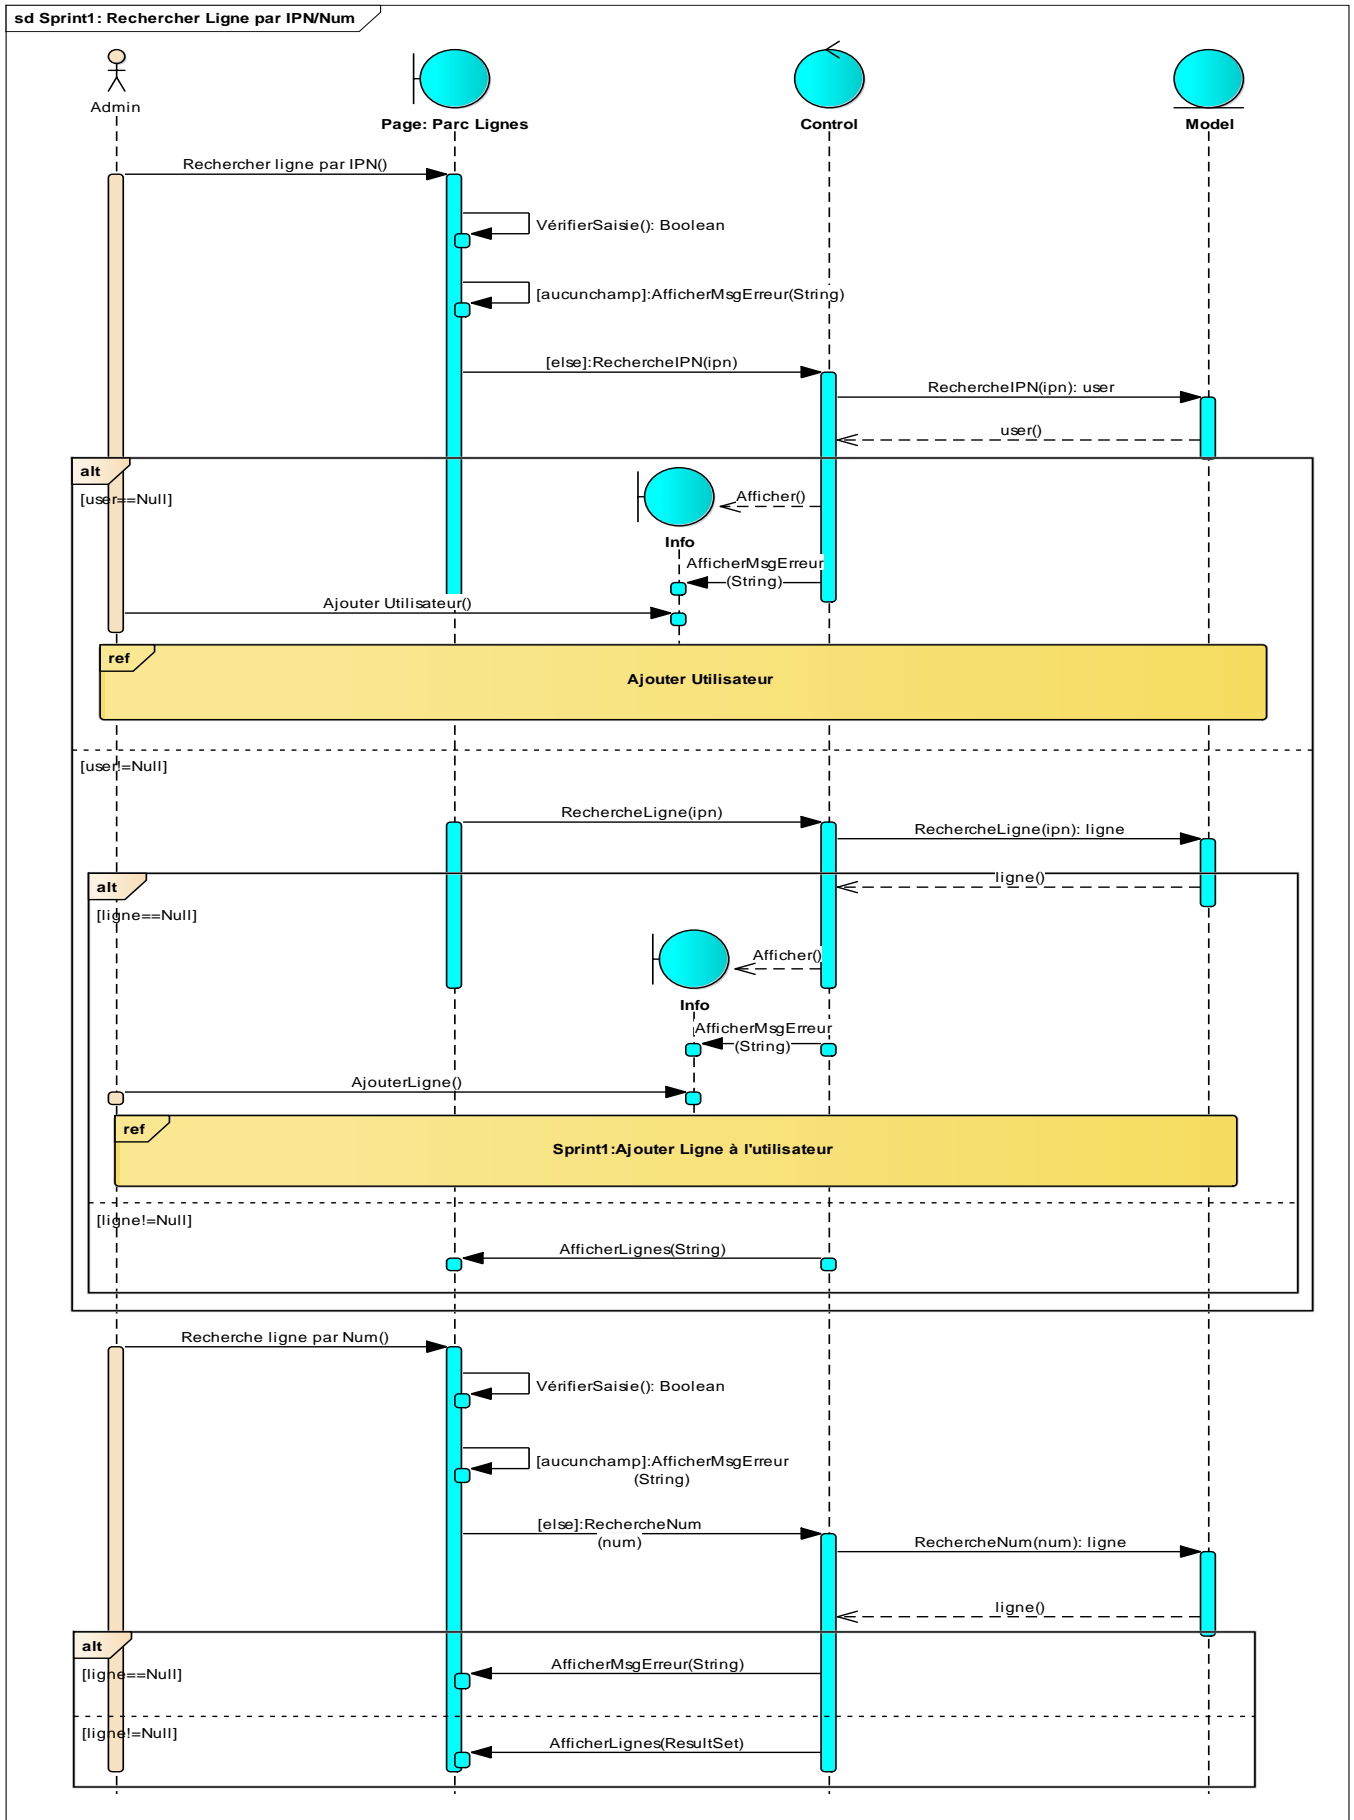 sd Sprint1: Rechercher Ligne par IPN/Num
Admin
Page: Parc Lignes
Control
Model
Rechercher ligne par IPN()
VérifierSaisie(): Boolean
[aucunchamp]:AfficherMsgErreur(String)
[else]:RechercheIPN(ipn)
RechercheIPN(ipn): user
user()
alt
[user==Null]
Afficher()
Info
AfficherMsgErreur
(String)
Ajouter Utilisateur()
ref
Ajouter Utilisateur
[user!=Null]
RechercheLigne(ipn)
RechercheLigne(ipn): ligne
ligne()
alt
[ligne==Null]
Afficher()
Info
AfficherMsgErreur
(String)
AjouterLigne()
ref
Sprint1:Ajouter Ligne à l'utilisateur
[ligne!=Null]
AfficherLignes(String)
Recherche ligne par Num()
VérifierSaisie(): Boolean
[aucunchamp]:AfficherMsgErreur
(String)
[else]:RechercheNum
(num)
RechercheNum(num): ligne
ligne()
alt
[ligne==Null]
AfficherMsgErreur(String)
[ligne!=Null]
AfficherLignes(ResultSet)